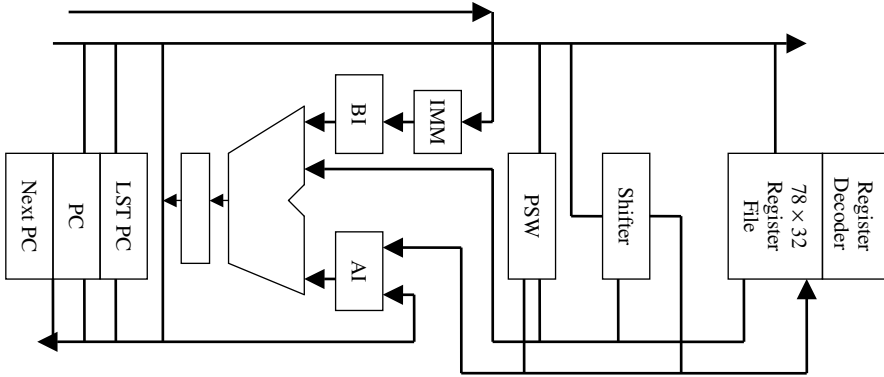 Register
Decoder
78 × 32
Register
File
Shifter
PSW
IMM
BI
AI
LST PC
PC
Next PC